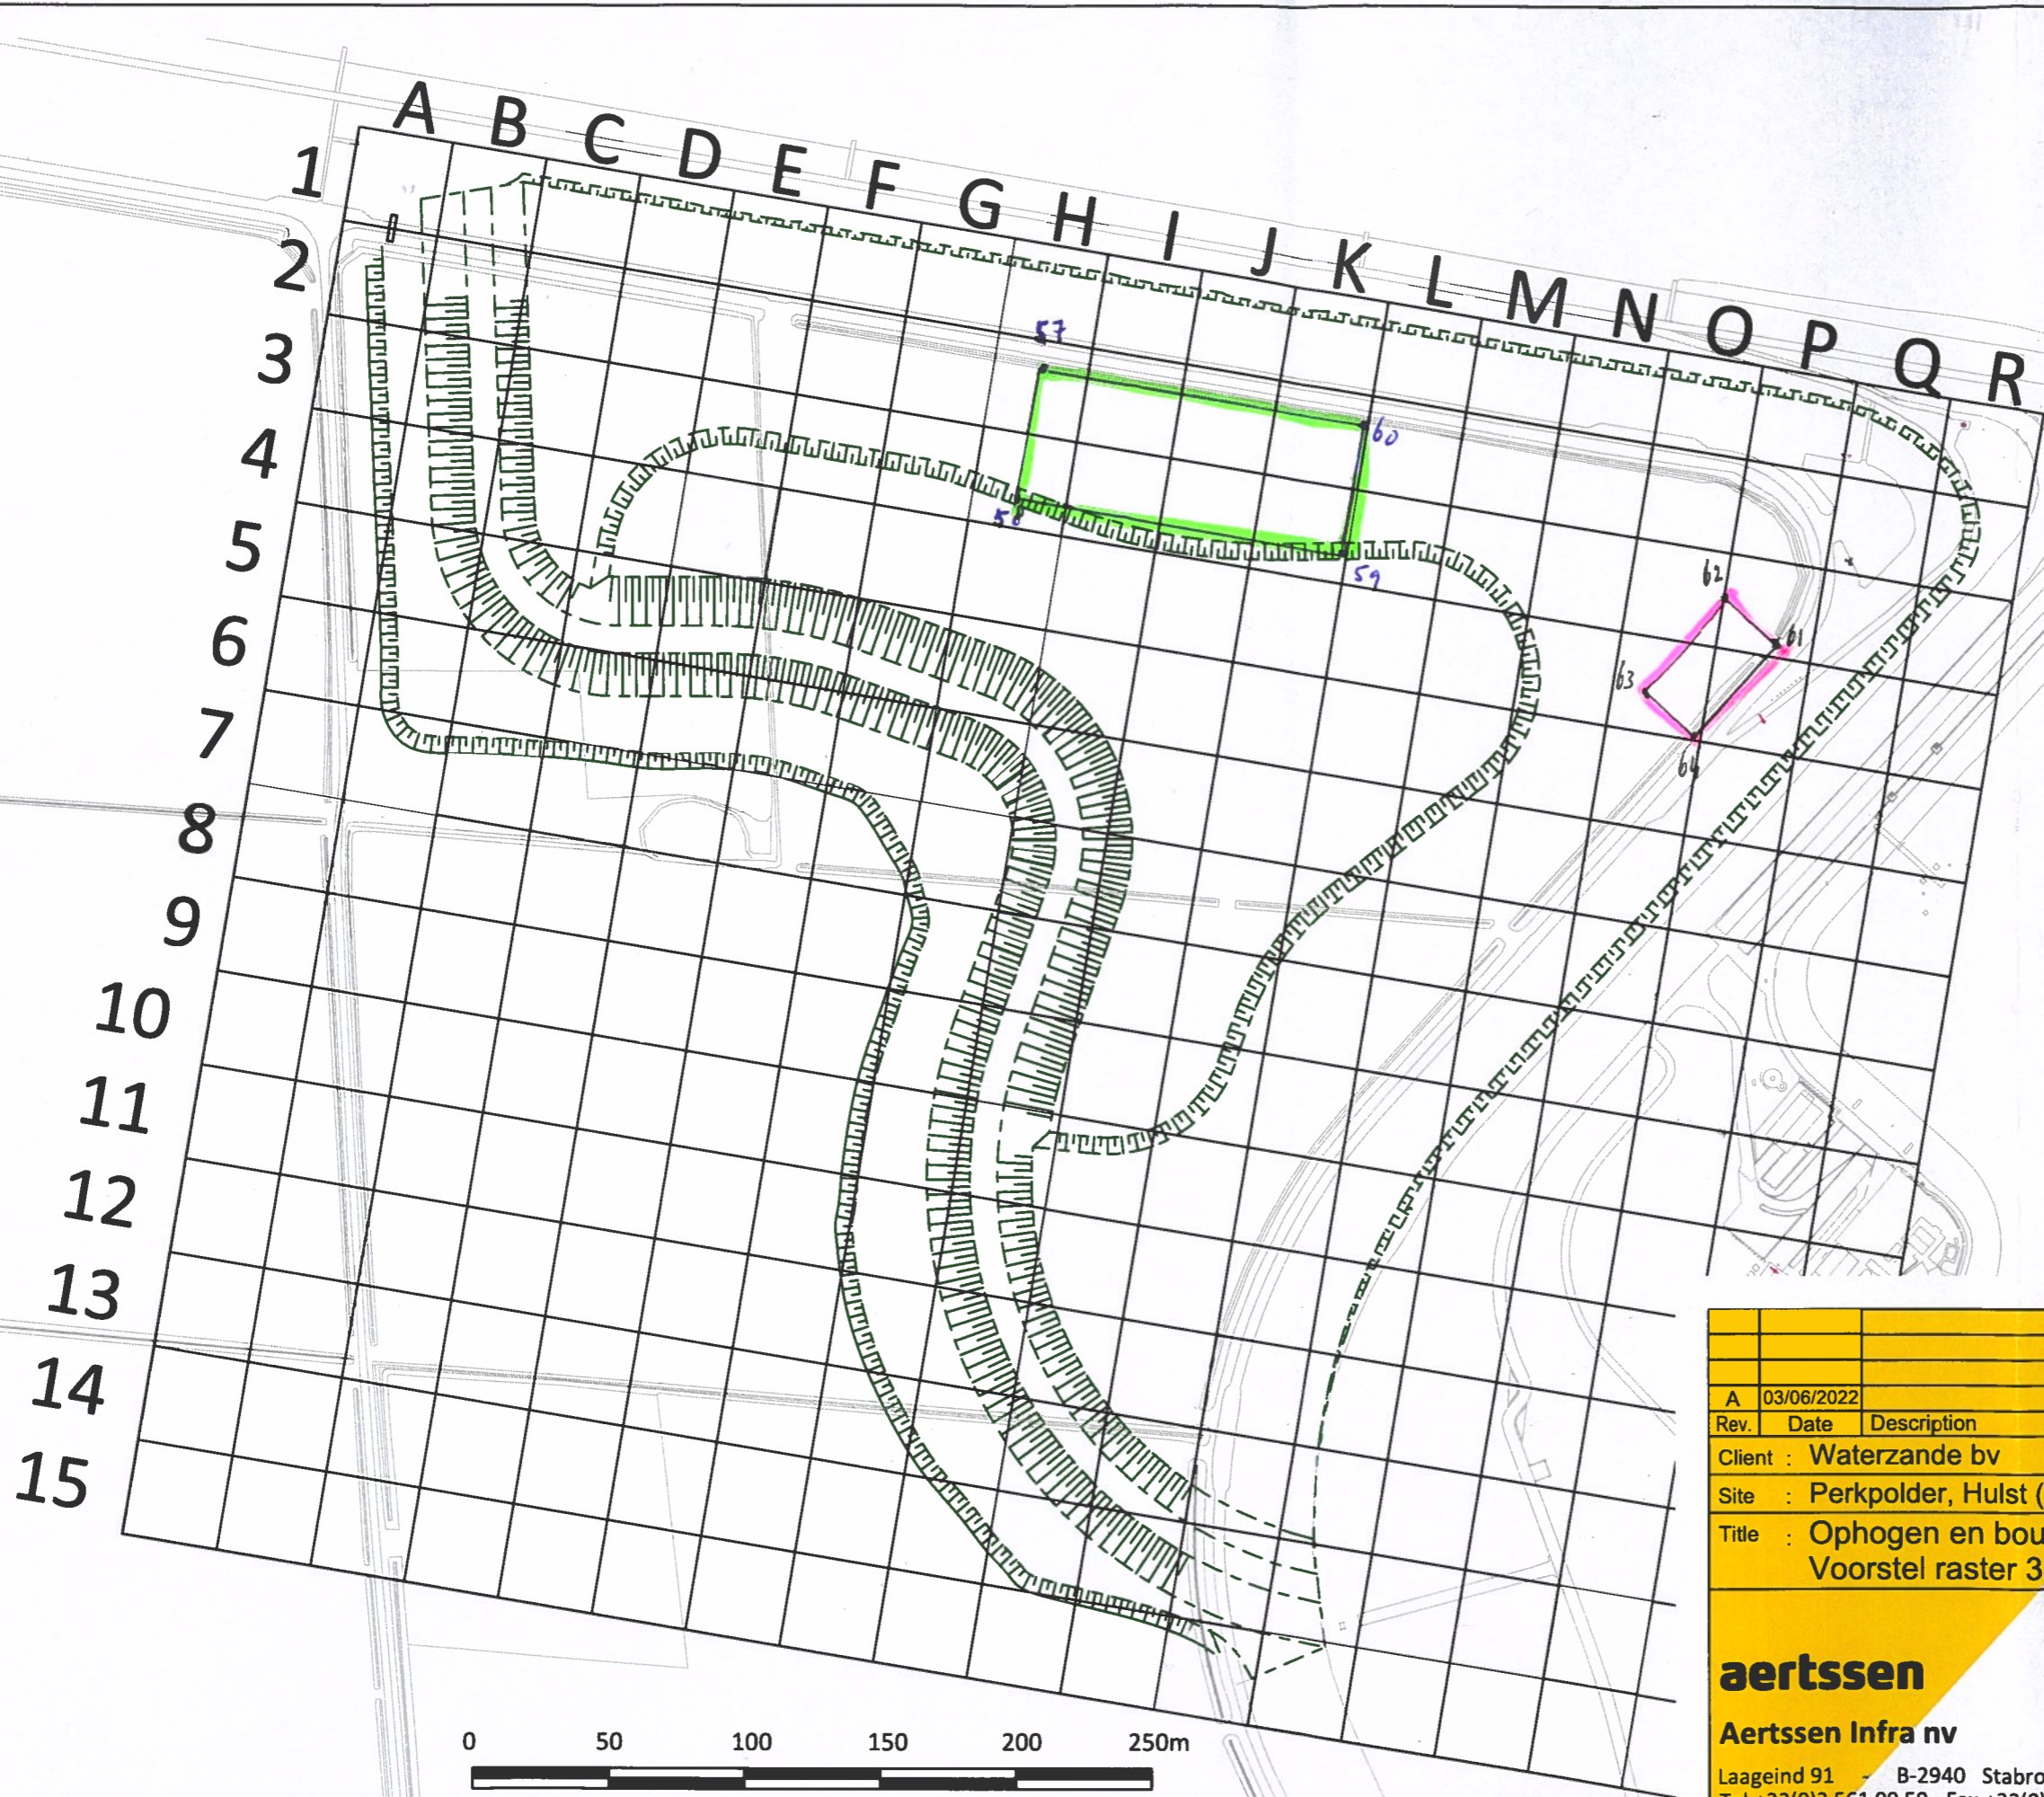 A B C D E F G H I J K L M N O P Q R
1
2
3
4
5
6
7
8
9
10
11
12
13
14
15
57
60
58
59
62
61
63
64
0 50 100 150 200 250m
A 03/06/2022
Rev. Date Description
Client : Waterzande bv
Site : Perkpolder, Hulst (
Title : Ophogen en bou
Voorstel raster 3
aertssen
Aertssen Infra nv
Laageind 91 - B-2940 Stabro